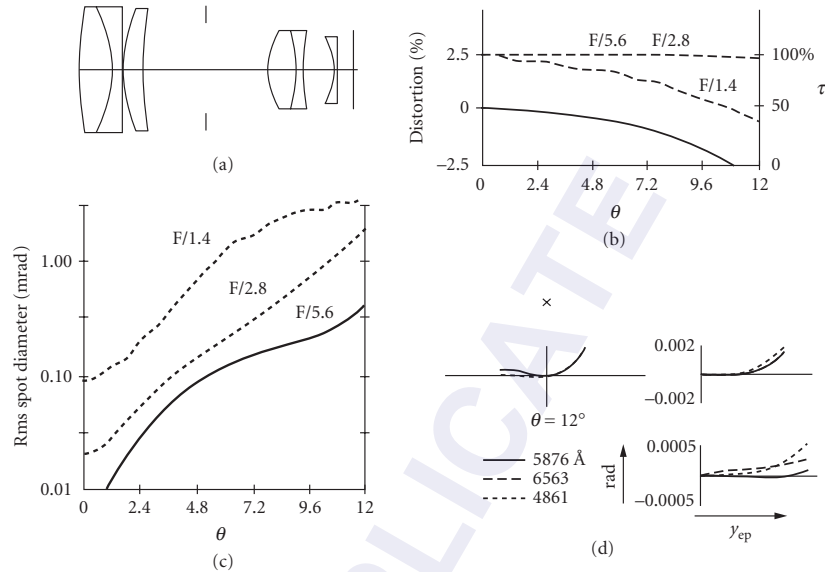 (a)
Distortion (%)
2.5
0
−2.5
F/5.6
F/2.8
F/1.4
100%
50
0
τ
0 2.4 4.8 7.2 9.6 12
θ
(b)
Rms spot diameter (mrad)
1.00
0.10
0.01
F/1.4
F/2.8
F/5.6
0 2.4 4.8 7.2 9.6 12
θ
(c)
×
θ = 12°
0.002
−0.002
5876 Å
6563
4861
rad
0.0005
−0.0005
y_ep
(d)
PLICATE